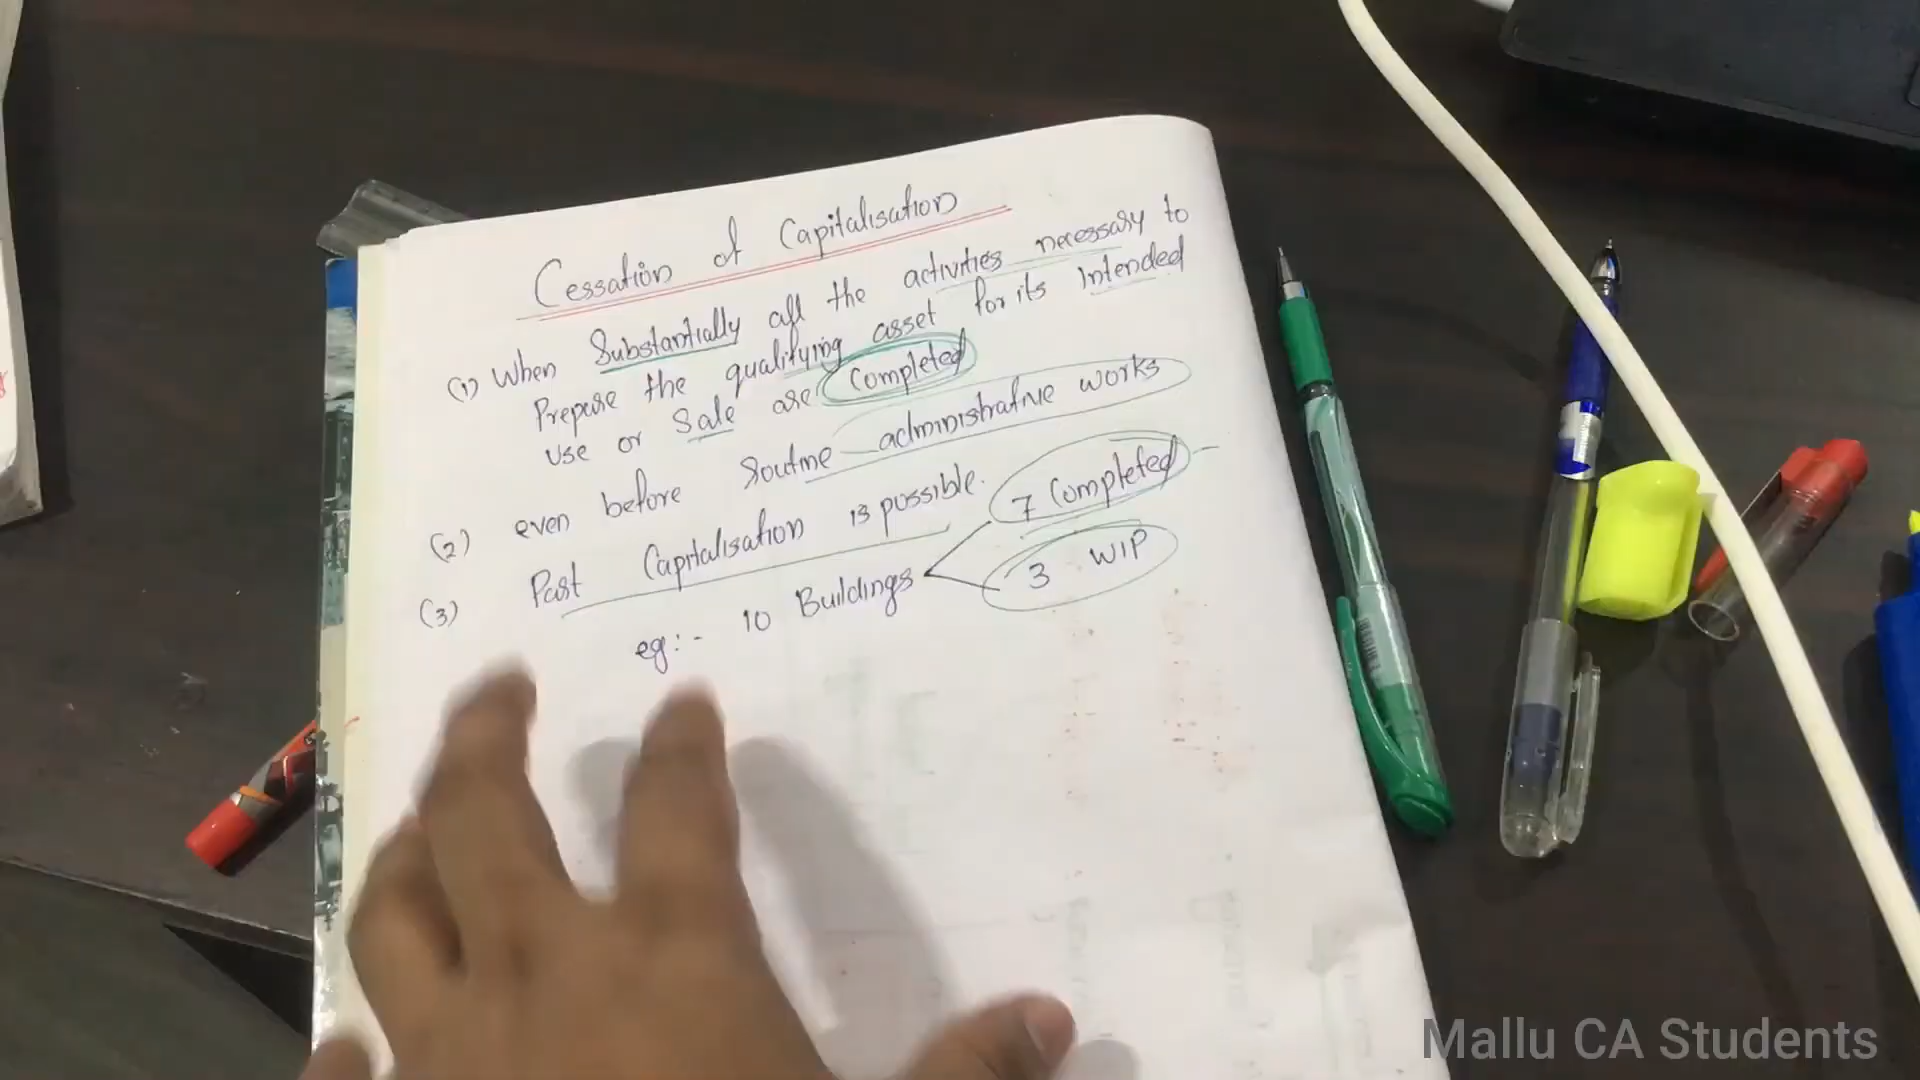 Cessation of Capitalisation
(1) When Substantially all the activities necessary to
Prepare the qualifying asset for its Intended
use or Sale are Completed
(2) even before routine administrative works
(3) Part Capitalisation is possible.
eg:- 10 Buildings
7 Completed
3 WIP
Mallu CA Students